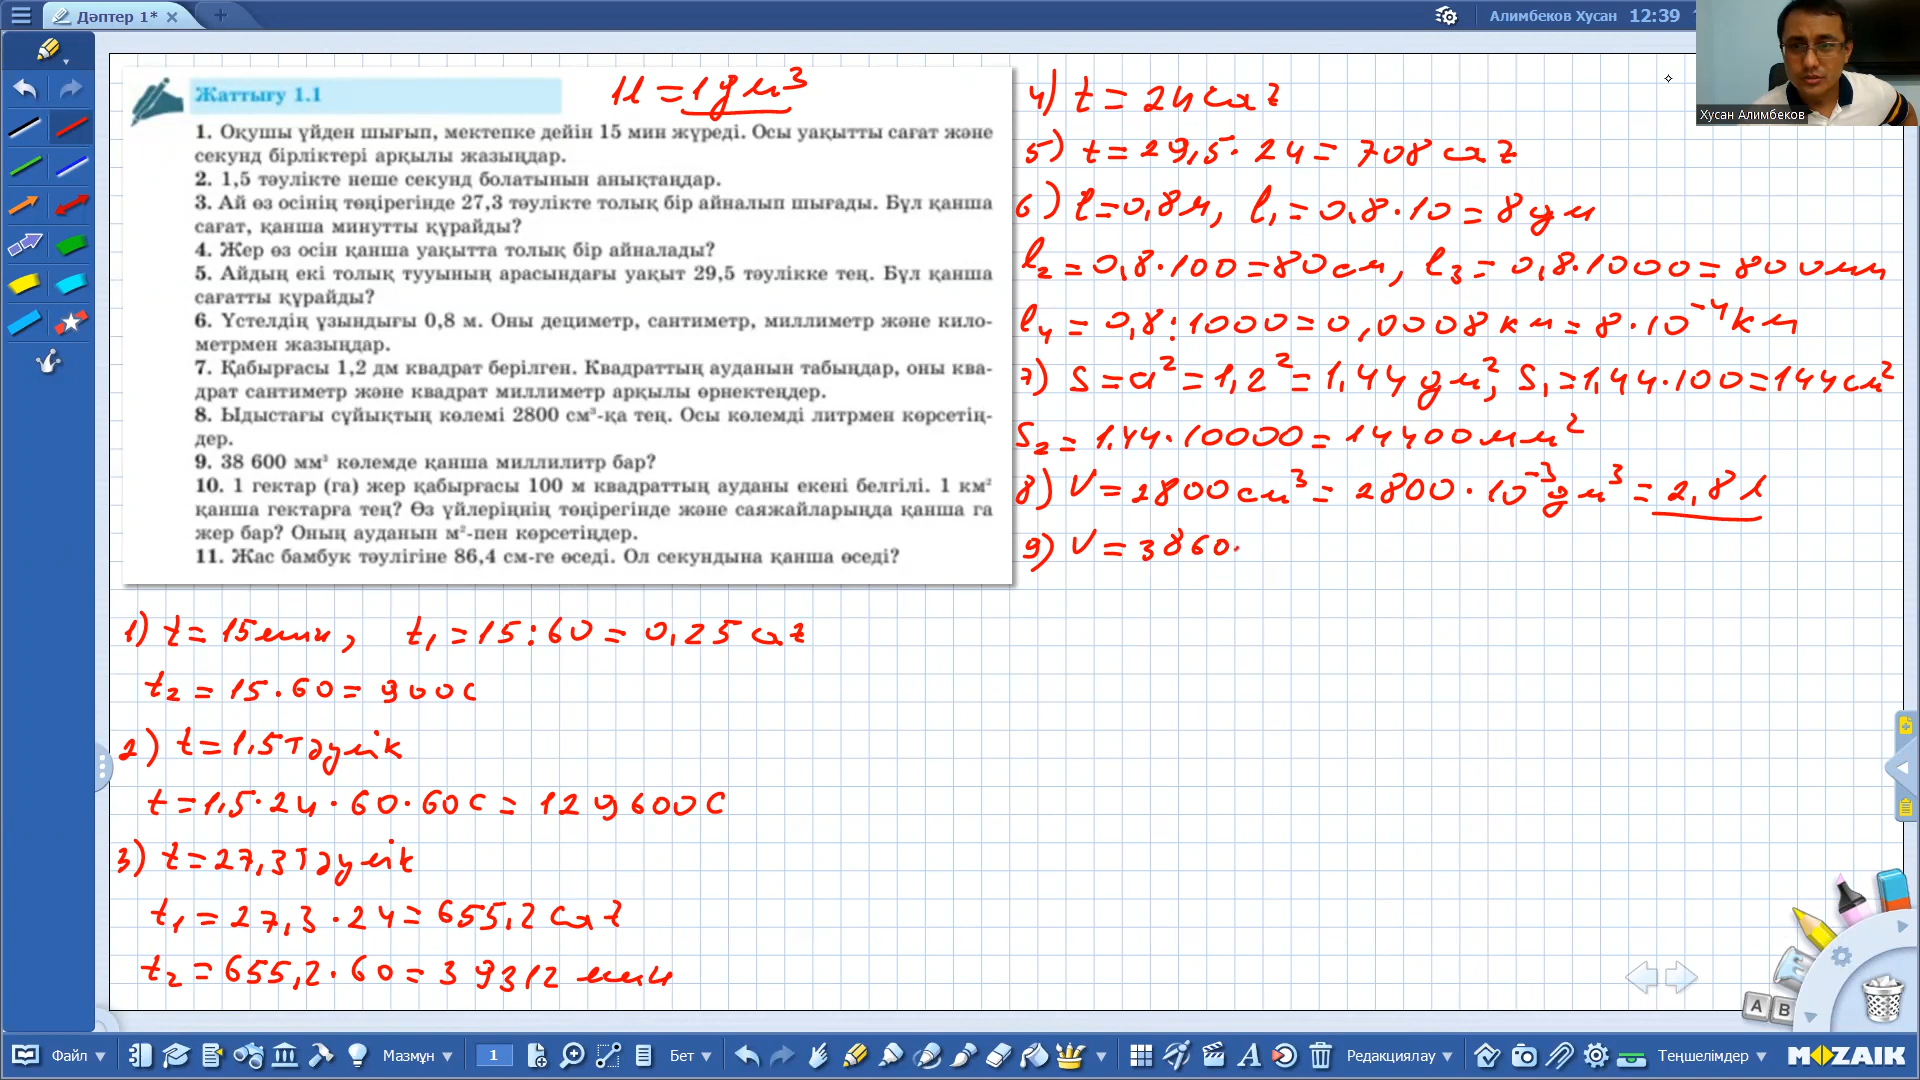 Дәптер 1*
Алимбеков Хусан 12:39
Хусан Алимбеков
Жаттығу 1.1
1л = 1 дм³
1. Оқушы үйден шығып, мектепке дейін 15 мин жүреді. Осы уақытты сағат және
секунд бірліктері арқылы жазыңдар.
2. 1,5 тәулікте неше секунд болатынын анықтаңдар.
3. Ай өз осінің төңірегінде 27,3 тәулікте толық бір айналып шығады. Бұл қанша
сағат, қанша минутты құрайды?
4. Жер өз осін қанша уақытта толық бір айналады?
5. Айдың екі толық тууының арасындағы уақыт 29,5 тәулікке тең. Бұл қанша
сағатты құрайды?
6. Үстелдің ұзындығы 0,8 м. Оны дециметр, сантиметр, миллиметр және кило-
метрмен жазыңдар.
7. Қабырғасы 1,2 дм квадрат берілген. Квадраттың ауданын табыңдар, оны ква-
драт сантиметр және квадрат миллиметр арқылы өрнектеңдер.
8. Ыдыстағы сұйықтың көлемі 2800 см³-қа тең. Осы көлемді литрмен көрсетің-
дер.
9. 38 600 мм³ көлемде қанша миллилитр бар?
10. 1 гектар (га) жер қабырғасы 100 м квадраттың ауданы екені белгілі. 1 км²
қанша гектарға тең? Өз үйлеріңнің төңірегінде және саяжайларыңда қанша га
жер бар? Оның ауданын м²-пен көрсетіңдер.
11. Жас бамбук тәулігіне 86,4 см-ге өседі. Ол секундына қанша өседі?
1) t = 15 мин, t₁ = 15 : 60 = 0,25 сағ
t₂ = 15 · 60 = 900 с
2) t = 1.5 тәулік
t = 1,5 · 24 · 60 · 60 с = 129600 с
3) t = 27,3 тәулік
t₁ = 27,3 · 24 = 655,2 сағ
t₂ = 655,2 · 60 = 39312 мин
4) t = 24 сағ
5) t = 29,5 · 24 = 708 сағ
6) l = 0,8 м, l₁ = 0,8 · 10 = 8 дм
l₂ = 0,8 · 100 = 80 см, l₃ = 0,8 · 1000 = 800 мм
l₄ = 0,8 : 1000 = 0,0008 км = 8 · 10⁻⁴ км
7) S = a² = 1,2² = 1,44 дм², S₁ = 1,44 · 100 = 144 см²
S₂ = 1,44 · 10000 = 14400 мм²
8) V = 2800 см³ = 2800 · 10⁻³ дм³ = 2,8 л
9) V = 3860.
A B
Файл
Мазмұн
1
Бет
A
Редакциялау
Теңшелімдер
MOZAIK